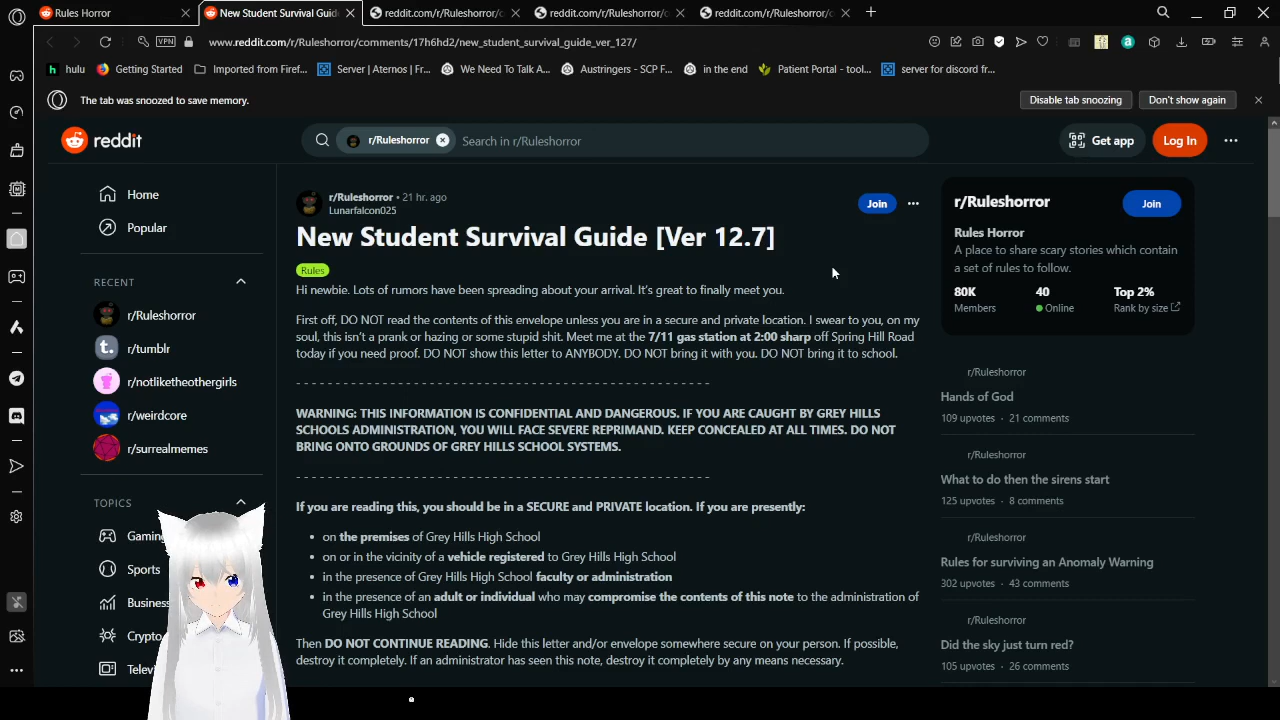 Rules Horror
New Student Survival Guide
reddit.com/r/Ruleshorror/c
reddit.com/r/Ruleshorror/c
reddit.com/r/Ruleshorror/c
VPN
www.reddit.com/r/Ruleshorror/comments/17h6hd2/new_student_survival_guide_ver_127/
hulu
Getting Started
Imported from Firef...
Server | Aternos | Fr...
We Need To Talk A...
Austringers - SCP F...
in the end
Patient Portal - tool...
server for discord fr...
The tab was snoozed to save memory.
Disable tab snoozing
Don't show again
reddit
r/Ruleshorror
Search in r/Ruleshorror
Get app
Log In
Home
Popular
RECENT
r/Ruleshorror
r/tumblr
r/notliketheothergirls
r/weirdcore
r/surrealmemes
TOPICS
Gaming
Sports
Business
Crypto
Televi
r/Ruleshorror • 21 hr. ago
Lunarfalcon025
Join
New Student Survival Guide [Ver 12.7]
Rules
Hi newbie. Lots of rumors have been spreading about your arrival. It's great to finally meet you.
First off, DO NOT read the contents of this envelope unless you are in a secure and private location. I swear to you, on my
soul, this isn't a prank or hazing or some stupid shit. Meet me at the 7/11 gas station at 2:00 sharp off Spring Hill Road
today if you need proof. DO NOT show this letter to ANYBODY. DO NOT bring it with you. DO NOT bring it to school.
- - - - - - - - - - - - - - - - - - - - - - - - - - - - - - - - - - - - - - - - - - - - - - - - - - - -
WARNING: THIS INFORMATION IS CONFIDENTIAL AND DANGEROUS. IF YOU ARE CAUGHT BY GREY HILLS
SCHOOLS ADMINISTRATION, YOU WILL FACE SEVERE REPRIMAND. KEEP CONCEALED AT ALL TIMES. DO NOT
BRING ONTO GROUNDS OF GREY HILLS SCHOOL SYSTEMS.
- - - - - - - - - - - - - - - - - - - - - - - - - - - - - - - - - - - - - - - - - - - - - - - - - - - -
If you are reading this, you should be in a SECURE and PRIVATE location. If you are presently:
• on the premises of Grey Hills High School
• on or in the vicinity of a vehicle registered to Grey Hills High School
• in the presence of Grey Hills High School faculty or administration
• in the presence of an adult or individual who may compromise the contents of this note to the administration of
Grey Hills High School
Then DO NOT CONTINUE READING. Hide this letter and/or envelope somewhere secure on your person. If possible,
destroy it completely. If an administrator has seen this note, destroy it completely by any means necessary.
r/Ruleshorror
Join
Rules Horror
A place to share scary stories which contain
a set of rules to follow.
80K 40 Top 2%
Members Online Rank by size
r/Ruleshorror
Hands of God
109 upvotes · 21 comments
r/Ruleshorror
What to do then the sirens start
125 upvotes · 8 comments
r/Ruleshorror
Rules for surviving an Anomaly Warning
302 upvotes · 43 comments
r/Ruleshorror
Did the sky just turn red?
105 upvotes · 26 comments